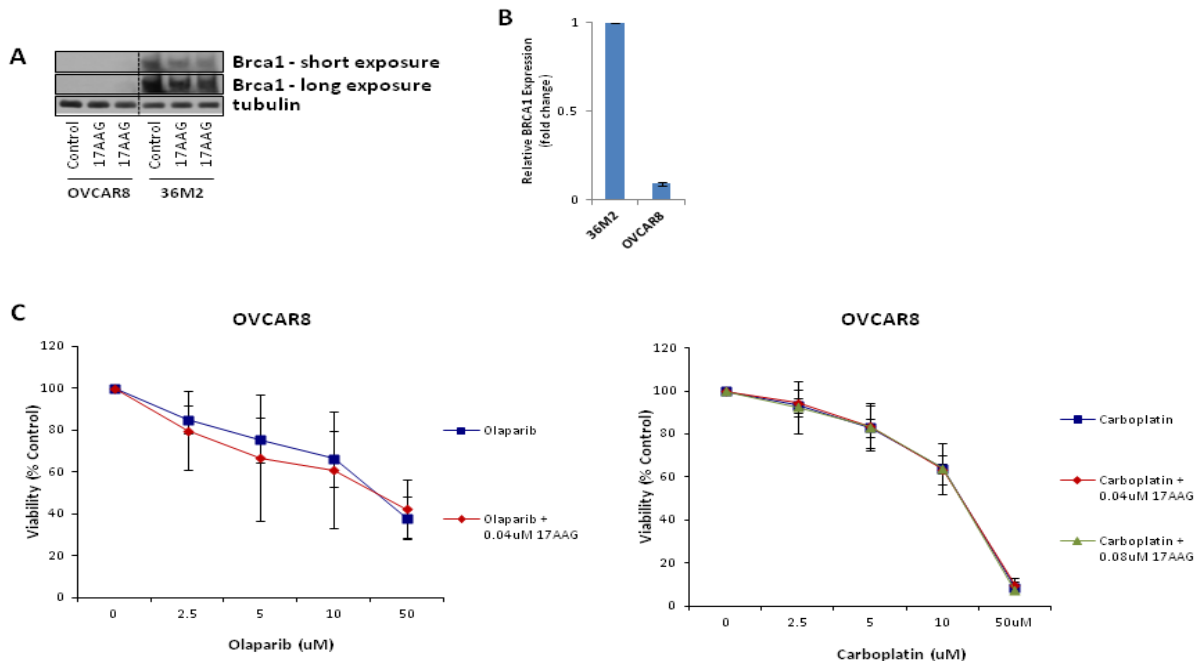 A
Brca1 - short exposure
Brca1 - long exposure
tubulin
Control
17AAG
17AAG
Control
17AAG
17AAG
OVCAR8
36M2
B
Relative BRCA1 Expression
(fold change)
1
0.5
0
36M2
OVCAR8
C
OVCAR8
Viability (% Control)
120
100
80
60
40
20
0
0
2.5
5
10
50
Olaparib (uM)
Olaparib
Olaparib +
0.04uM 17AAG
OVCAR8
Viability (% Control)
120
100
80
60
40
20
0
0
2.5
5
10
50uM
Carboplatin (uM)
Carboplatin
Carboplatin +
0.04uM 17AAG
Carboplatin +
0.08uM 17AAG